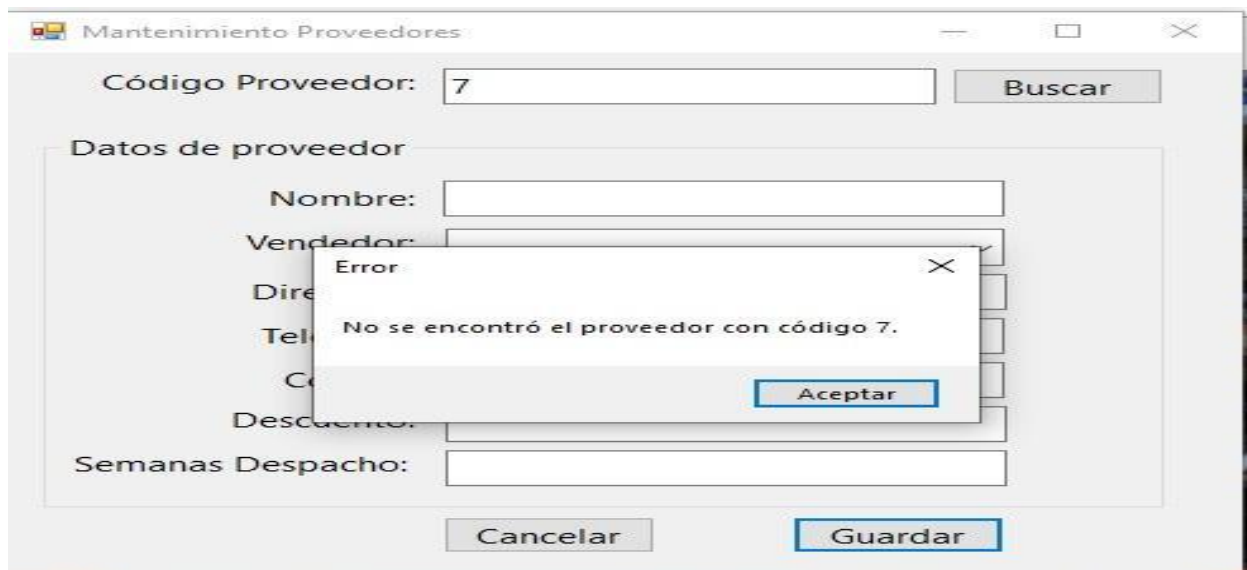 Mantenimiento Proveedores
Código Proveedor: 7 Buscar
Datos de proveedor
Nombre:
Vendedor:
Error
No se encontró el proveedor con código 7.
Aceptar
Descuento:
Semanas Despacho:
Cancelar Guardar